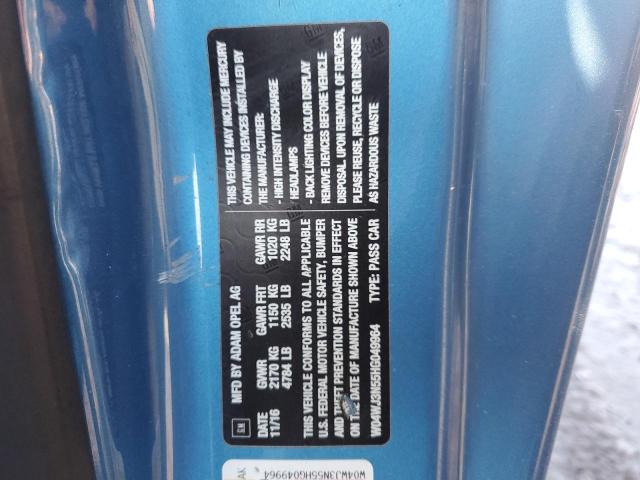 MFD BY ADAM OPEL AG
GM
DATE GVWR GAWR FRT GAWR RR
11/16 2170 KG 1150 KG 1020 KG
4784 LB 2535 LB 2248 LB
THIS VEHICLE CONFORMS TO ALL APPLICABLE
U.S. FEDERAL MOTOR VEHICLE SAFETY, BUMPER
AND THEFT PREVENTION STANDARDS IN EFFECT
ON THE DATE OF MANUFACTURE SHOWN ABOVE
W04WJ3N55HG049964 TYPE: PASS CAR
THIS VEHICLE MAY INCLUDE MERCURY
CONTAINING DEVICES INSTALLED BY
THE MANUFACTURER:
- HIGH INTENSITY DISCHARGE
HEADLAMPS
- BACK LIGHTING COLOR DISPLAY
REMOVE DEVICES BEFORE VEHICLE
DISPOSAL, UPON REMOVAL OF DEVICES,
PLEASE REUSE, RECYCLE OR DISPOSE
AS HAZARDOUS WASTE
AK
W04WJ3N55HG049964